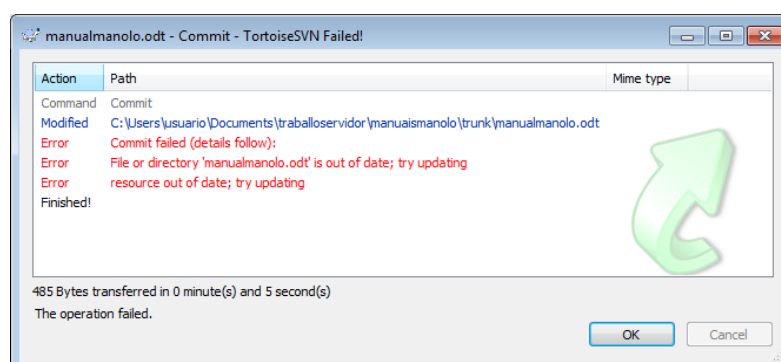 manualmanolo.odt - Commit - TortoiseSVN Failed!
Action Path Mime type
Command Commit
Modified C:\Users\usuario\Documents\traballoservidor\manuaismanolo\trunk\manualmanolo.odt
Error Commit failed (details follow):
Error File or directory 'manualmanolo.odt' is out of date; try updating
Error resource out of date; try updating
Finished!
485 Bytes transferred in 0 minute(s) and 5 second(s)
The operation failed.
OK Cancel